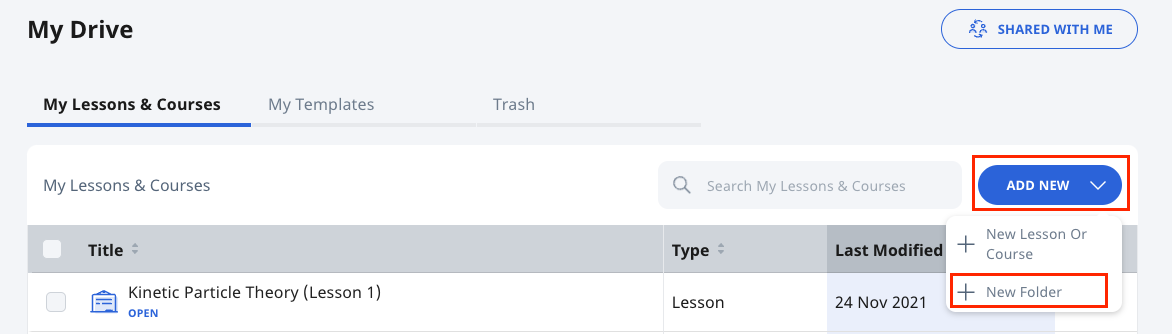 My Drive
SHARED WITH ME
My Lessons & Courses
My Templates
Trash
My Lessons & Courses
Search My Lessons & Courses
ADD NEW
New Lesson Or
Course
New Folder
Title
Type
Last Modified
Kinetic Particle Theory (Lesson 1)
OPEN
Lesson
24 Nov 2021